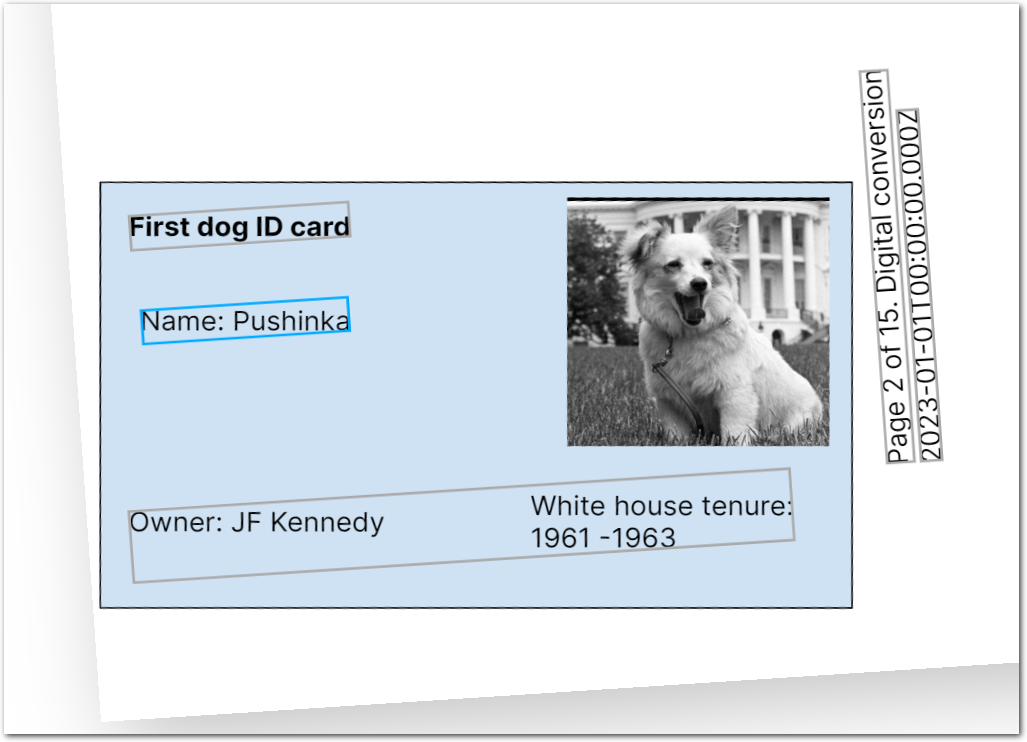 First dog ID card
Name: Pushinka
Owner: JF Kennedy
White house tenure:
1961 -1963
Page 2 of 15. Digital conversion
2023-01-01T00:00:00.000Z